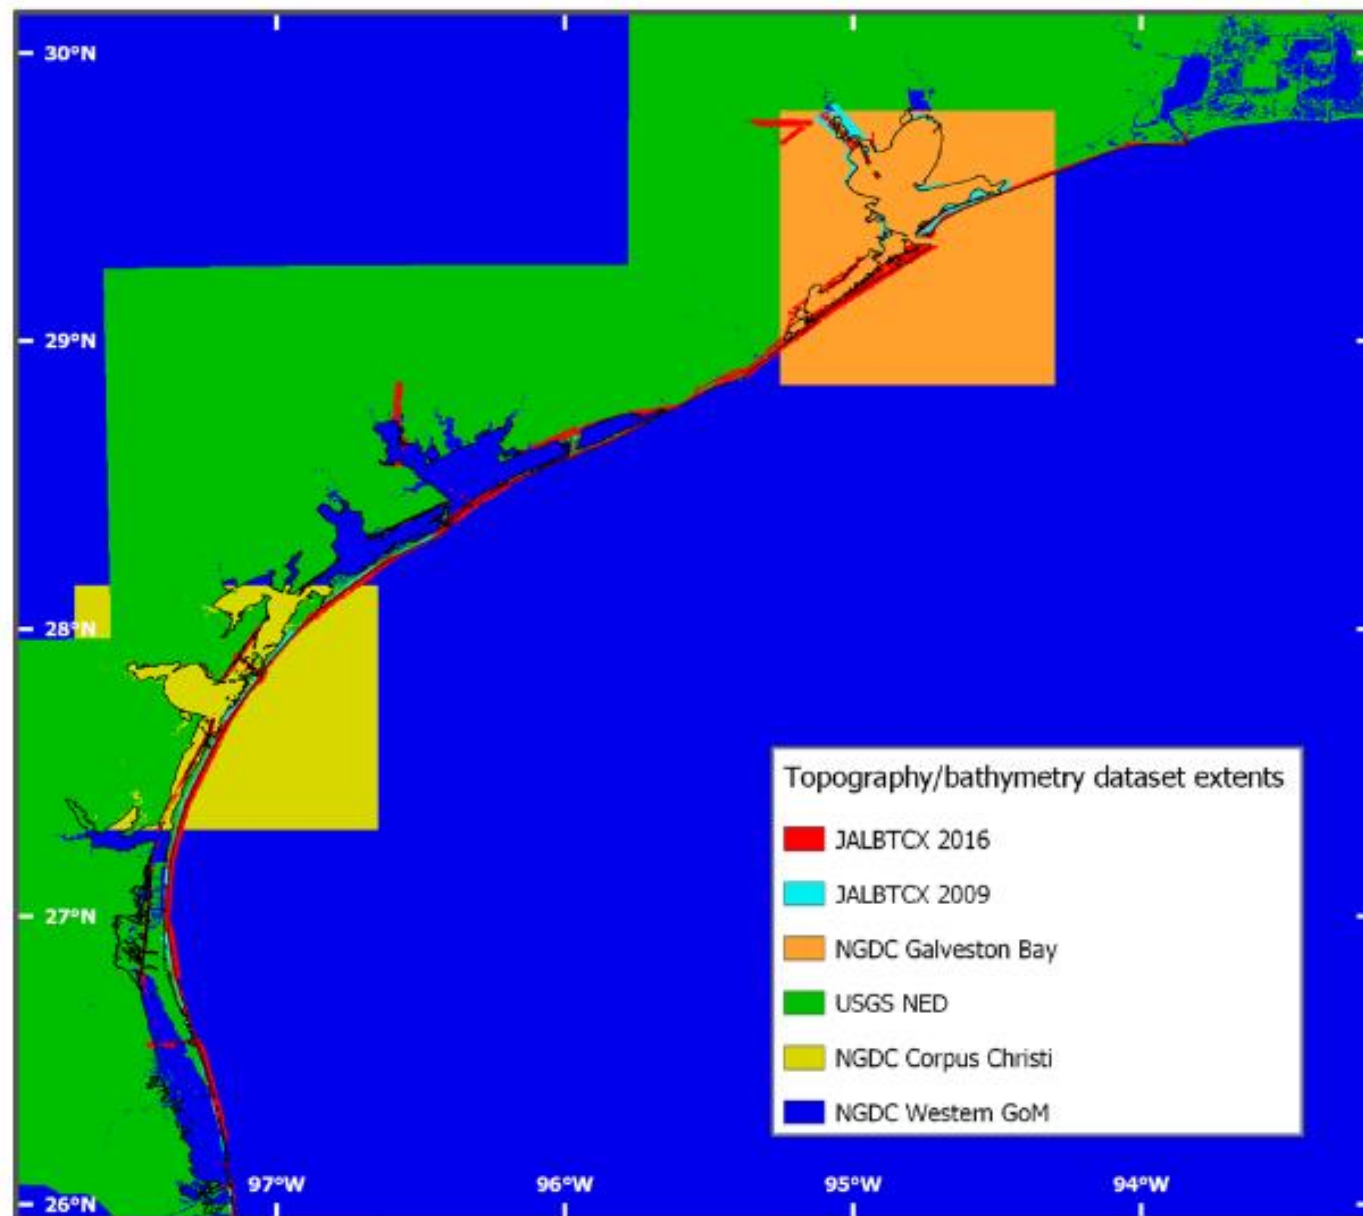 30°N
29°N
28°N
27°N
26°N
97°W
96°W
95°W
94°W
Topography/bathymetry dataset extents
JALBTCX 2016
JALBTCX 2009
NGDC Galveston Bay
USGS NED
NGDC Corpus Christi
NGDC Western GoM